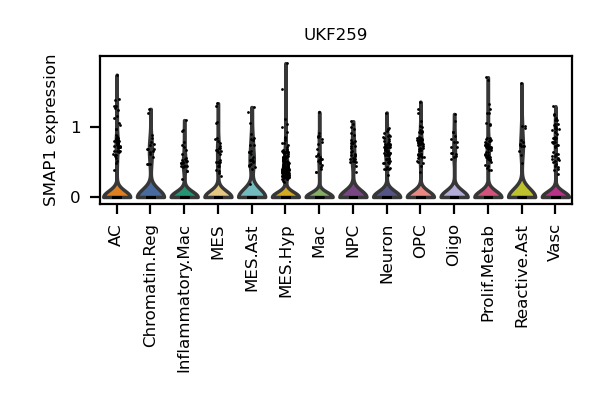 UKF259
SMAP1 expression
1
0
AC
Chromatin.Reg
Inflammatory.Mac
MES
MES.Ast
MES.Hyp
Mac
NPC
Neuron
OPC
Oligo
Prolif.Metab
Reactive.Ast
Vasc